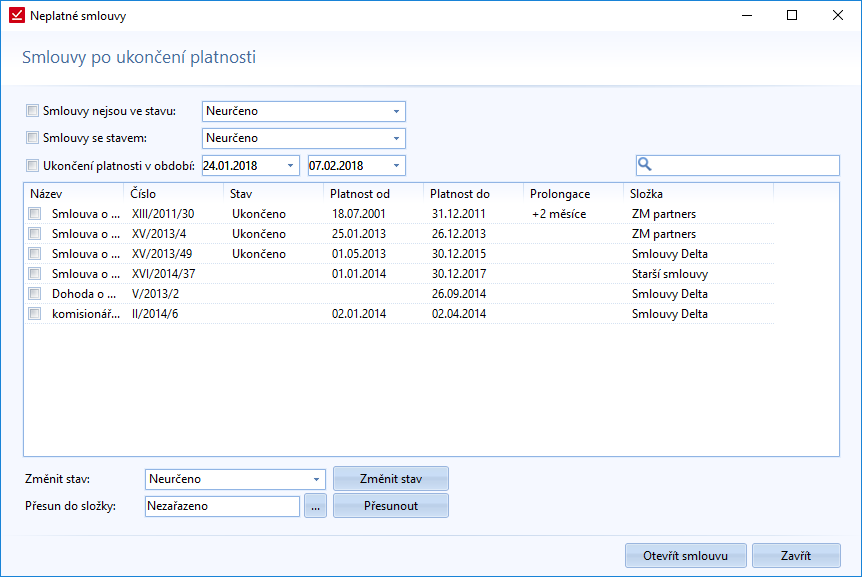 Neplatné smlouvy
Smlouvy po ukončení platnosti
Smlouvy nejsou ve stavu: Neurčeno
Smlouvy se stavem: Neurčeno
Ukončení platnosti v období: 24.01.2018 07.02.2018
Název Číslo Stav Platnost od Platnost do Prolongace Složka
Smlouva o ... XIII/2011/30 Ukončeno 18.07.2001 31.12.2011 +2 měsíce ZM partners
Smlouva o ... XV/2013/4 Ukončeno 25.01.2013 26.12.2013 ZM partners
Smlouva o ... XV/2013/49 Ukončeno 01.05.2013 30.12.2015 Smlouvy Delta
Smlouva o ... XVI/2014/37 01.01.2014 30.12.2017 Starší smlouvy
Dohoda o ... V/2013/2 26.09.2014 Smlouvy Delta
komisionář... II/2014/6 02.01.2014 02.04.2014 Smlouvy Delta
Změnit stav: Neurčeno Změnit stav
Přesun do složky: Nezařazeno ... Přesunout
Otevřít smlouvu Zavřít